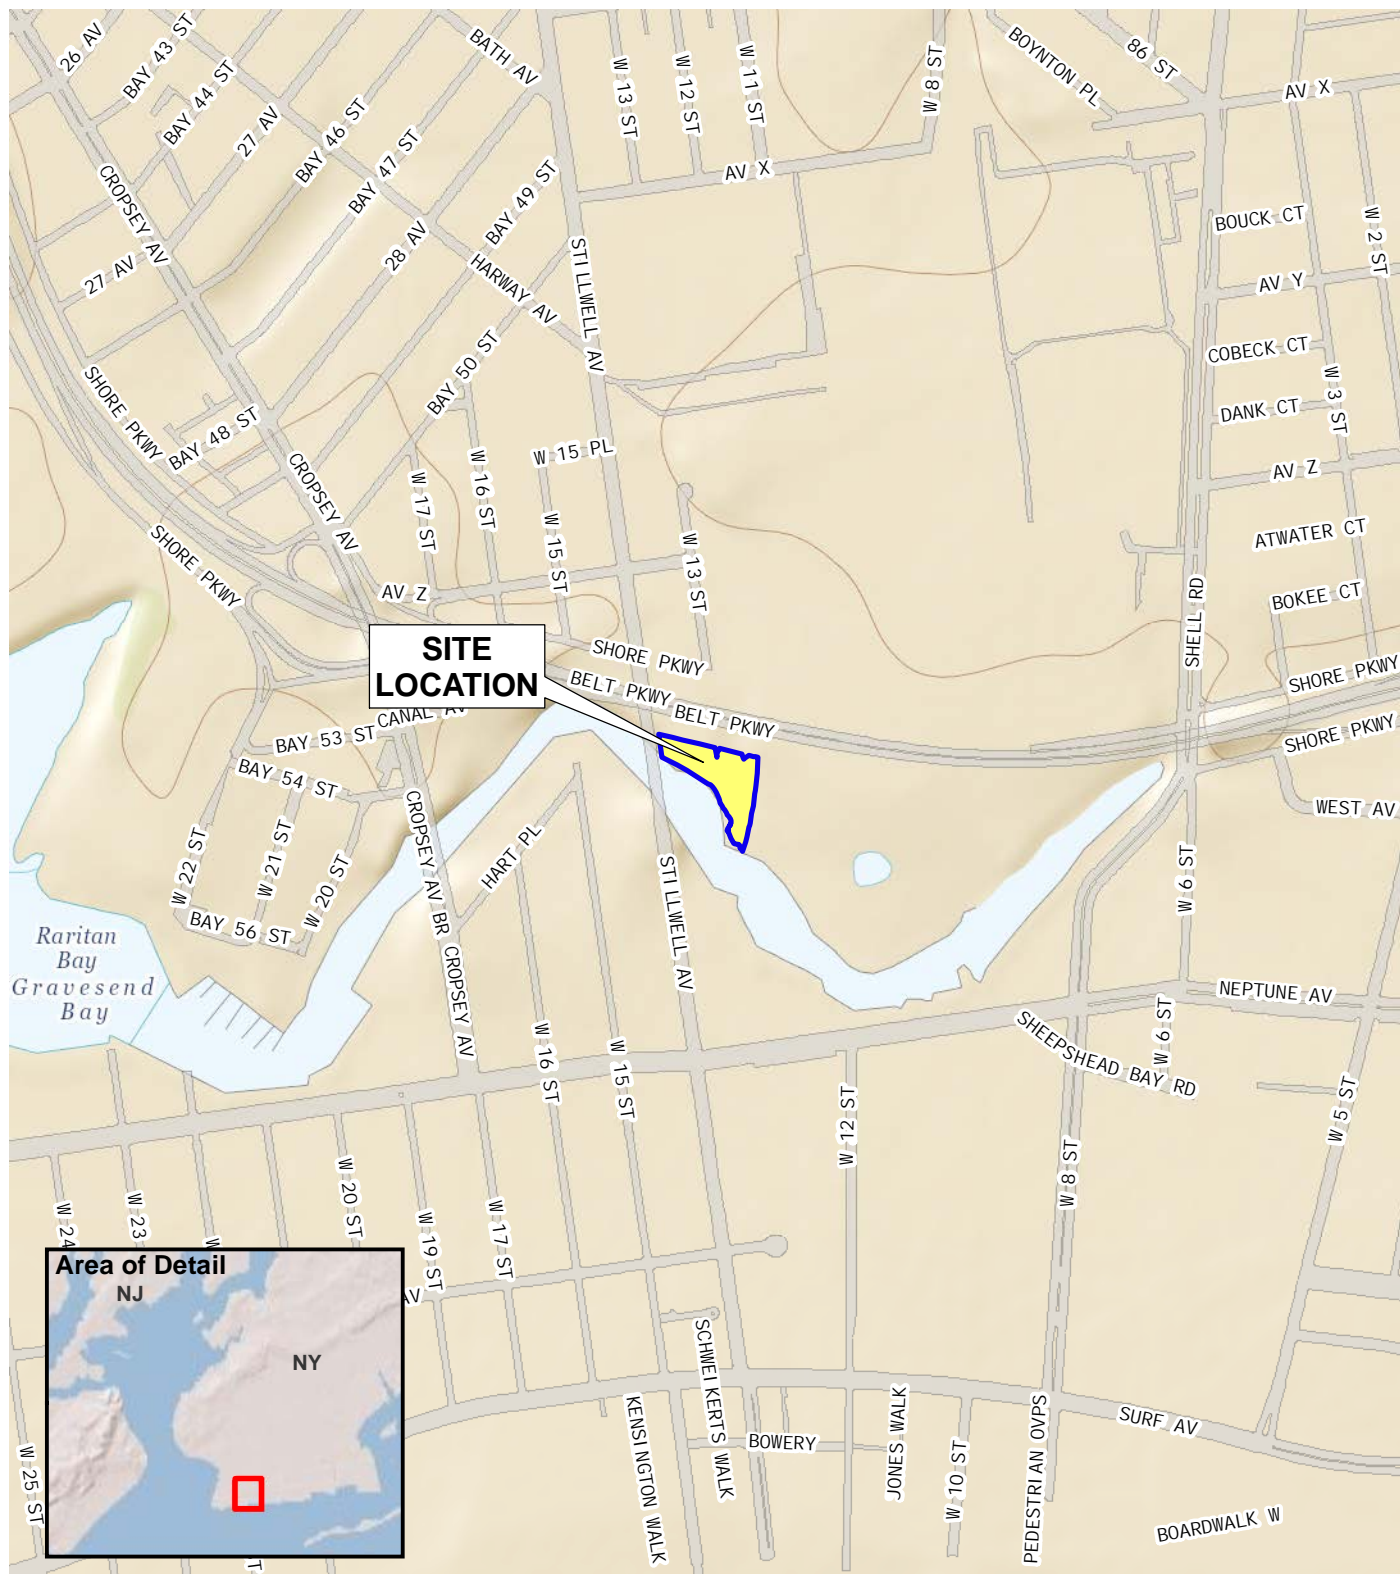 26 AV
BAY 43 ST
BAY 44 ST
27 AV
BAY 46 ST
BAY 47 ST
BATH AV
W 13 ST
W 12 ST
W 11 ST
W 8 ST
BOYNTON PL
86 ST
AV X
AV X
CROPSEY AV
27 AV
28 AV
BAY 49 ST
HARWAY AV
STILLWELL AV
BOUCK CT
W 2 ST
AV Y
COBECK CT
W 3 ST
DANK CT
AV Z
ATWATER CT
BOKEE CT
SHORE PKWY
BAY 48 ST
BAY 50 ST
CROPSEY AV
W 17 ST
W 16 ST
W 15 PL
W 15 ST
W 13 ST
SHORE PKWY
AV Z
SHELL RD
SITE
LOCATION
SHORE PKWY
BELT PKWY
BELT PKWY
SHORE PKWY
SHORE PKWY
WEST AV
CANAL AV
BAY 53 ST
BAY 54 ST
W 22 ST
W 21 ST
W 20 ST
BAY 56 ST
CROPSEY AV BR
CROPSEY AV
HART PL
STILLWELL AV
W 6 ST
Raritan
Bay
Gravesend
Bay
NEPTUNE AV
SHEEPSHEAD BAY RD
W 6 ST
W 5 ST
W 16 ST
W 15 ST
W 12 ST
W 8 ST
W 24
W 23
W
W 20 ST
W 19 ST
W 17 ST
AV
Area of Detail
NJ
NY
W 25 ST
ST
SCHWEIKERTS WALK
KENSINGTON WALK
BOWERY
JONES WALK
W 10 ST
PEDESTRIAN OVPS
SURF AV
BOARDWALK W